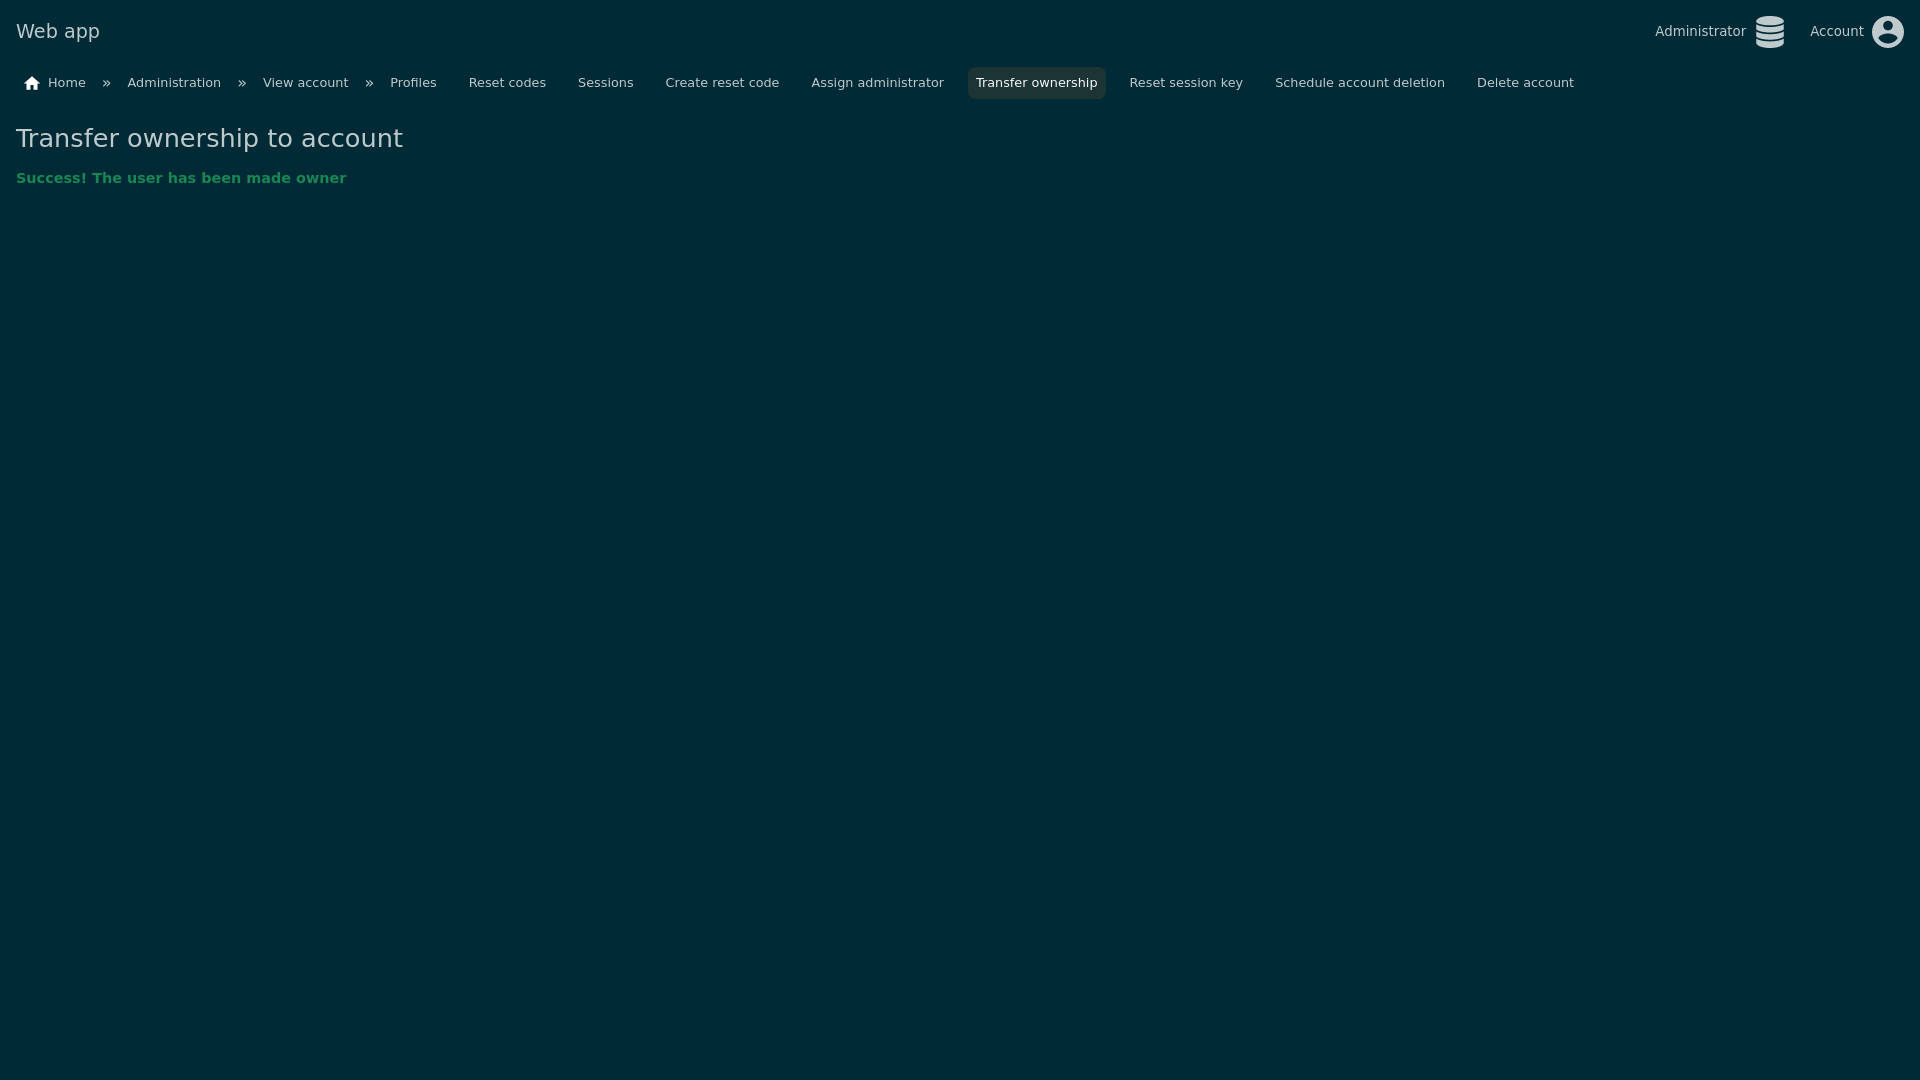 Web app
Administrator
Account
Home » Administration » View account » Profiles Reset codes Sessions Create reset code Assign administrator Transfer ownership Reset session key Schedule account deletion Delete account
Transfer ownership to account
Success! The user has been made owner